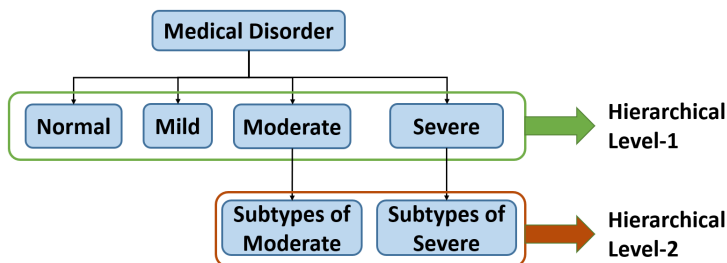 Medical Disorder
Normal
Mild
Moderate
Severe
Hierarchical
Level-1
Subtypes of
Moderate
Subtypes of
Severe
Hierarchical
Level-2